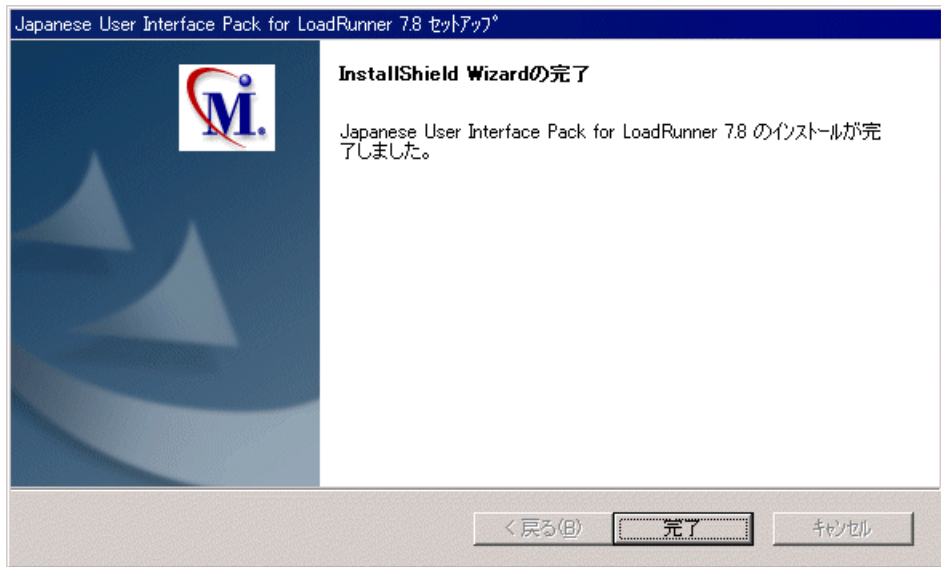 Japanese User Interface Pack for LoadRunner 7.8 セットアップ
M.
InstallShield Wizardの完了
Japanese User Interface Pack for LoadRunner 7.8 のインストールが完
了しました。
< 戻る(B)
完了
キャンセル